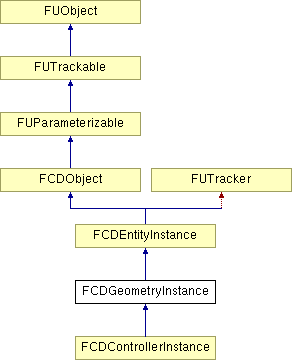 FUObject
FUTrackable
FUParameterizable
FCDObject
FUTracker
FCDEntityInstance
FCDGeometryInstance
FCDControllerInstance